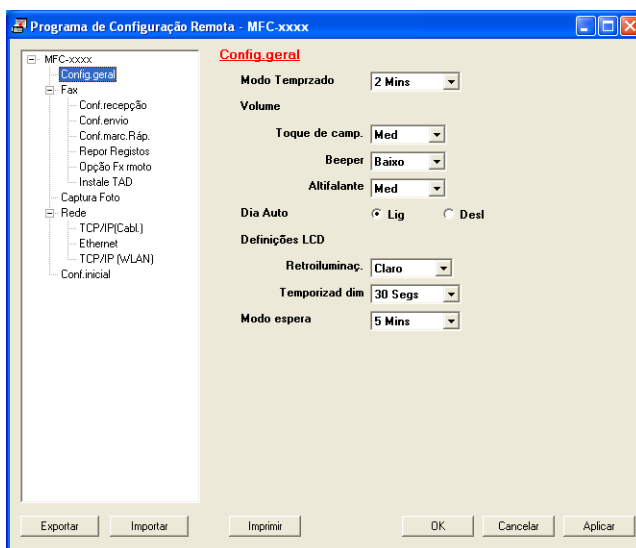 Programa de Configuração Remota - MFC-xxxx
MFC-xxxx
Config.geral
Fax
Conf.recepção
Conf.envio
Conf.marc.Ráp.
Repor Registos
Opção Fx rmoto
Instale TAD
Captura Foto
Rede
TCP/IP(Cabl.)
Ethernet
TCP/IP (WLAN)
Conf.inicial
Config.geral
Modo Temprzado 2 Mins
Volume
Toque de camp. Med
Beeper Baixo
Altifalante Med
Dia Auto Lig Desl
Definições LCD
Retroiluminaç. Claro
Temporizad dim 30 Segs
Modo espera 5 Mins
Exportar Importar Imprimir OK Cancelar Aplicar